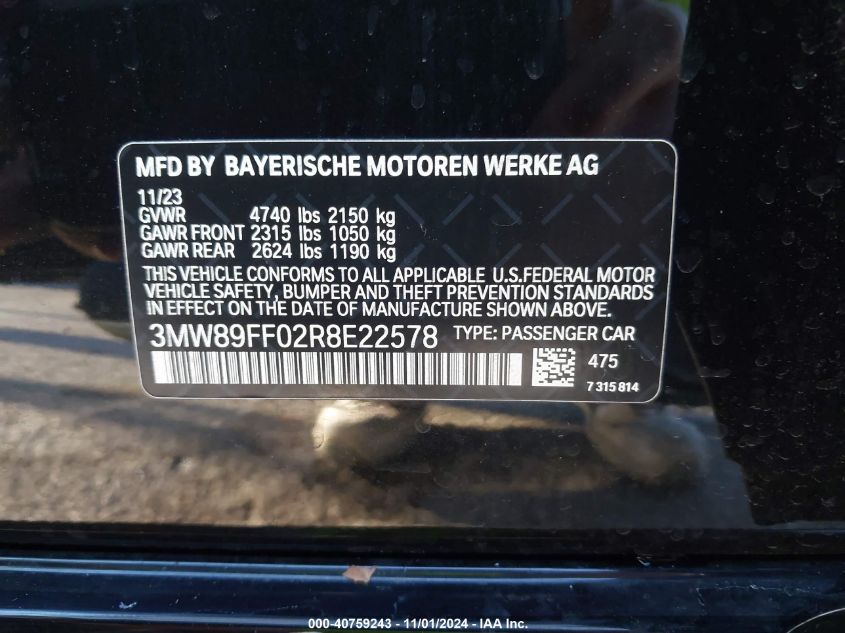 MFD BY BAYERISCHE MOTOREN WERKE AG
11/23
GVWR 4740 lbs 2150 kg
GAWR FRONT 2315 lbs 1050 kg
GAWR REAR 2624 lbs 1190 kg
THIS VEHICLE CONFORMS TO ALL APPLICABLE U.S.FEDERAL MOTOR
VEHICLE SAFETY, BUMPER AND THEFT PREVENTION STANDARDS
IN EFFECT ON THE DATE OF MANUFACTURE SHOWN ABOVE.
3MW89FF02R8E22578 TYPE: PASSENGER CAR
475
7 315 814
000-40759243 - 11/01/2024 - IAA Inc.